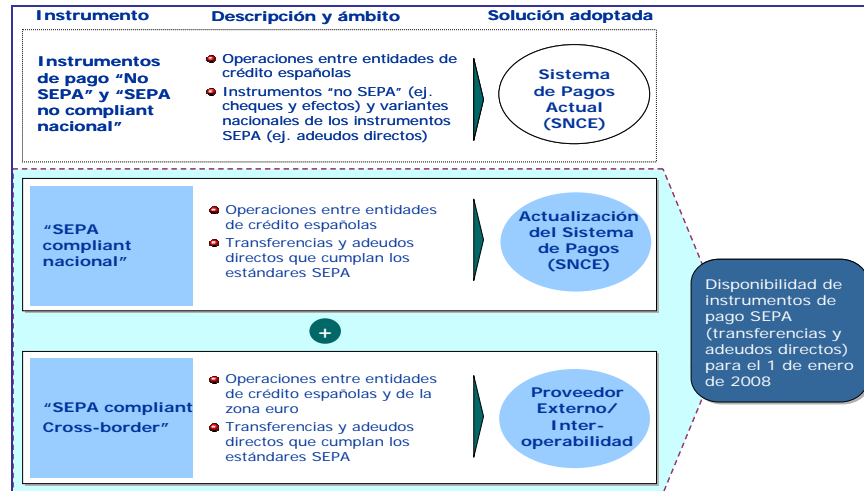 Instrumento
Descripción y ámbito
Solución adoptada
Instrumentos
de pago “No
SEPA” y “SEPA
no compliant
nacional”
Operaciones entre entidades de
crédito españolas
Instrumentos “no SEPA” (ej.
cheques y efectos) y variantes
nacionales de los instrumentos
SEPA (ej. adeudos directos)
Sistema
de Pagos
Actual
(SNCE)
“SEPA
compliant
nacional”
Operaciones entre entidades
de crédito españolas
Transferencias y adeudos
directos que cumplan los
estándares SEPA
Actualización
del Sistema
de Pagos
(SNCE)
+
“SEPA compliant
Cross-border”
Operaciones entre entidades
de crédito españolas y de la
zona euro
Transferencias y adeudos
directos que cumplan los
estándares SEPA
Proveedor
Externo/
Inter-
operabilidad
Disponibilidad de
instrumentos de
pago SEPA
(transferencias y
adeudos directos)
para el 1 de enero
de 2008